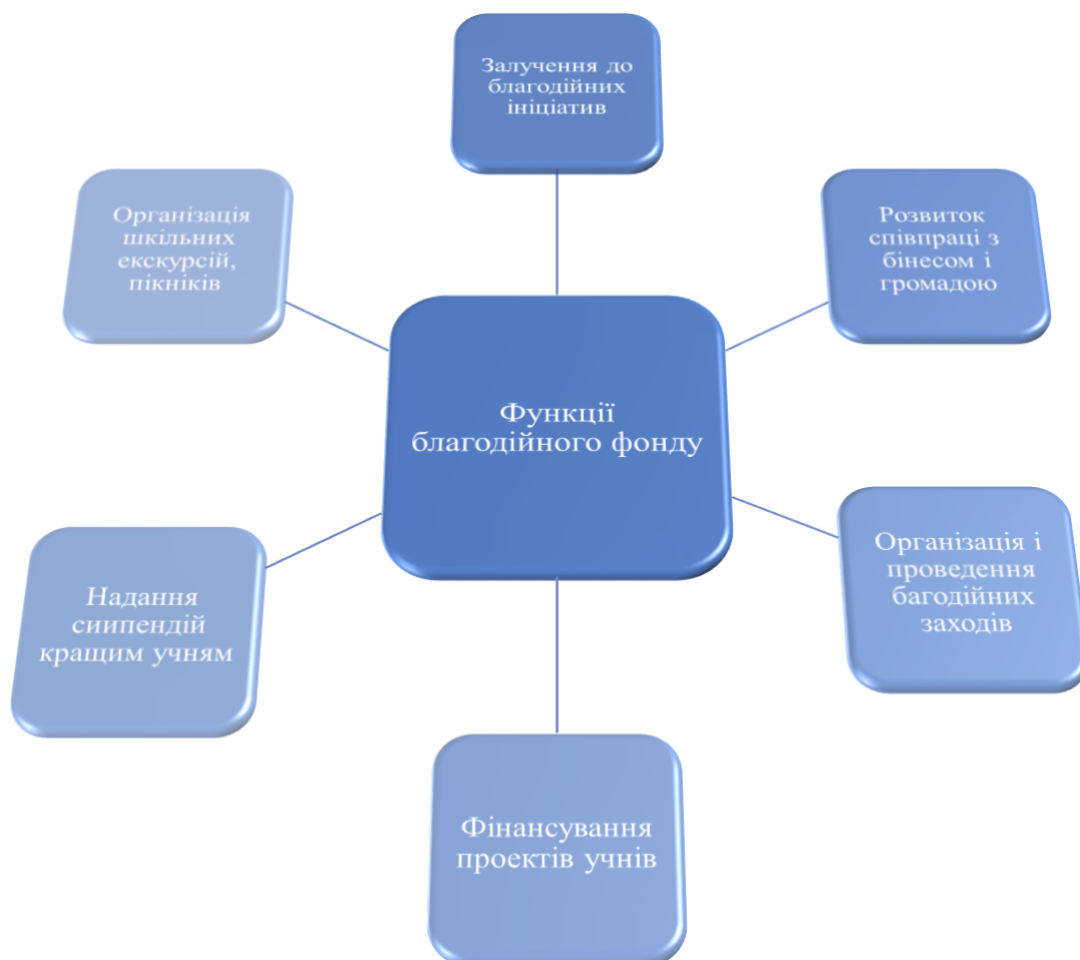 Залучення до
благодійних
ініціатив
Організація
шкільних
екскурсій,
пікніків
Розвиток
співпраці з
бінесом і
громадою
Функції
благодійного фонду
Організація і
проведення
багодійних
заходів
Надання
сиипендій
кращим учням
Фінансування
проектів учнів